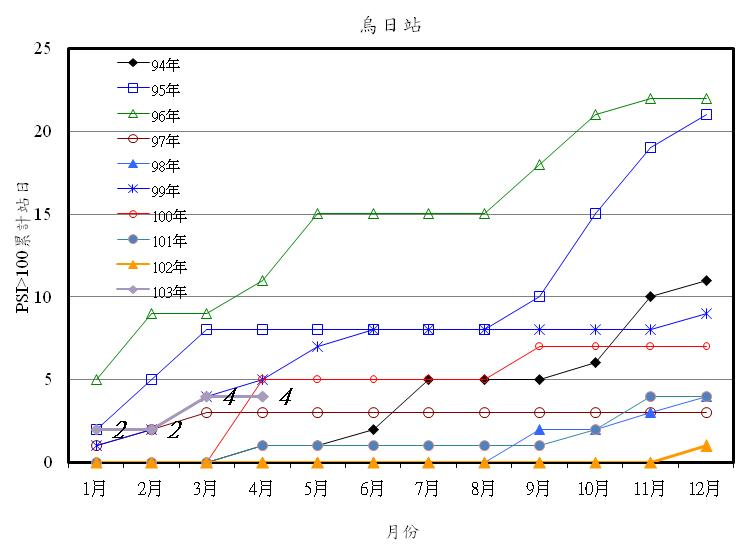 烏日站
25
20
15
10
5
0
PSI>100累計站日
94年
95年
96年
97年
98年
99年
100年
101年
102年
103年
2 2 4 4
1月 2月 3月 4月 5月 6月 7月 8月 9月 10月 11月 12月
月份